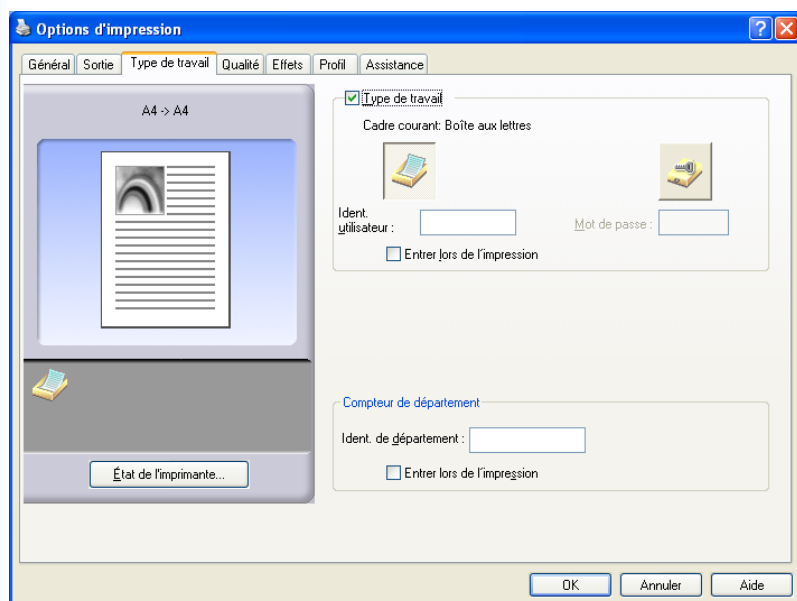 Options d'impression
Général Sortie Type de travail Qualité Effets Profil Assistance
A4 -> A4
État de l'imprimante...
Type de travail
Cadre courant: Boîte aux lettres
Ident.
utilisateur :
Mot de passe :
Entrer lors de l'impression
Compteur de département
Ident. de département :
Entrer lors de l'impression
OK Annuler Aide